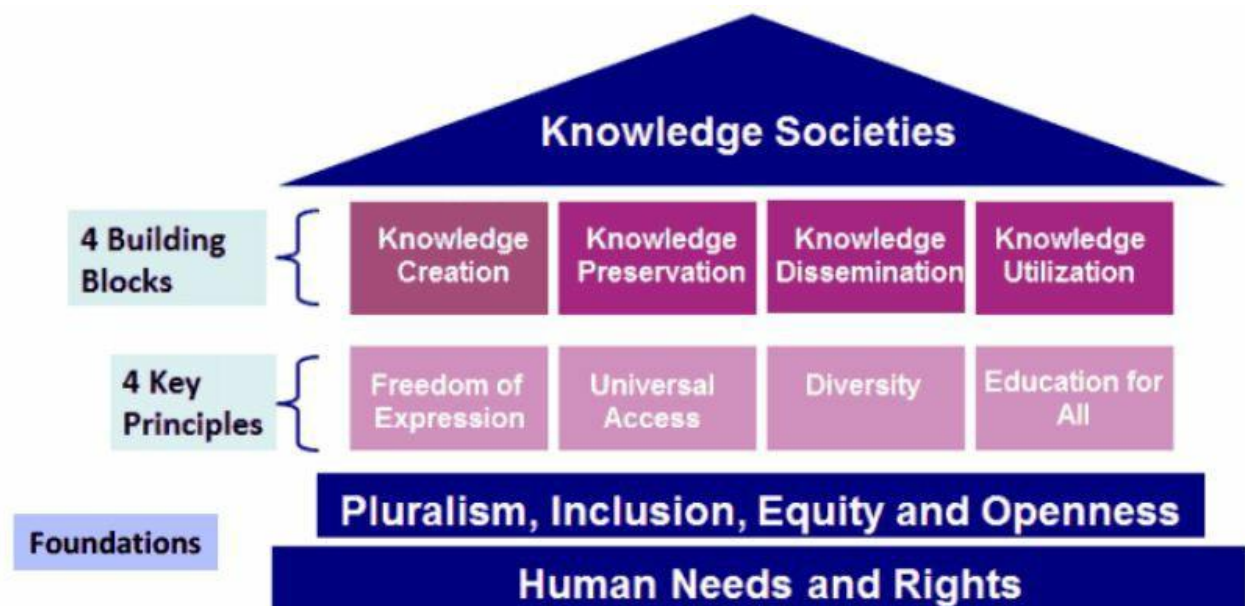 Knowledge Societies
4 Building
Blocks
Knowledge
Creation
Knowledge
Preservation
Knowledge
Dissemination
Knowledge
Utilization
4 Key
Principles
Freedom of
Expression
Universal
Access
Diversity
Education for
All
Foundations
Pluralism, Inclusion, Equity and Openness
Human Needs and Rights